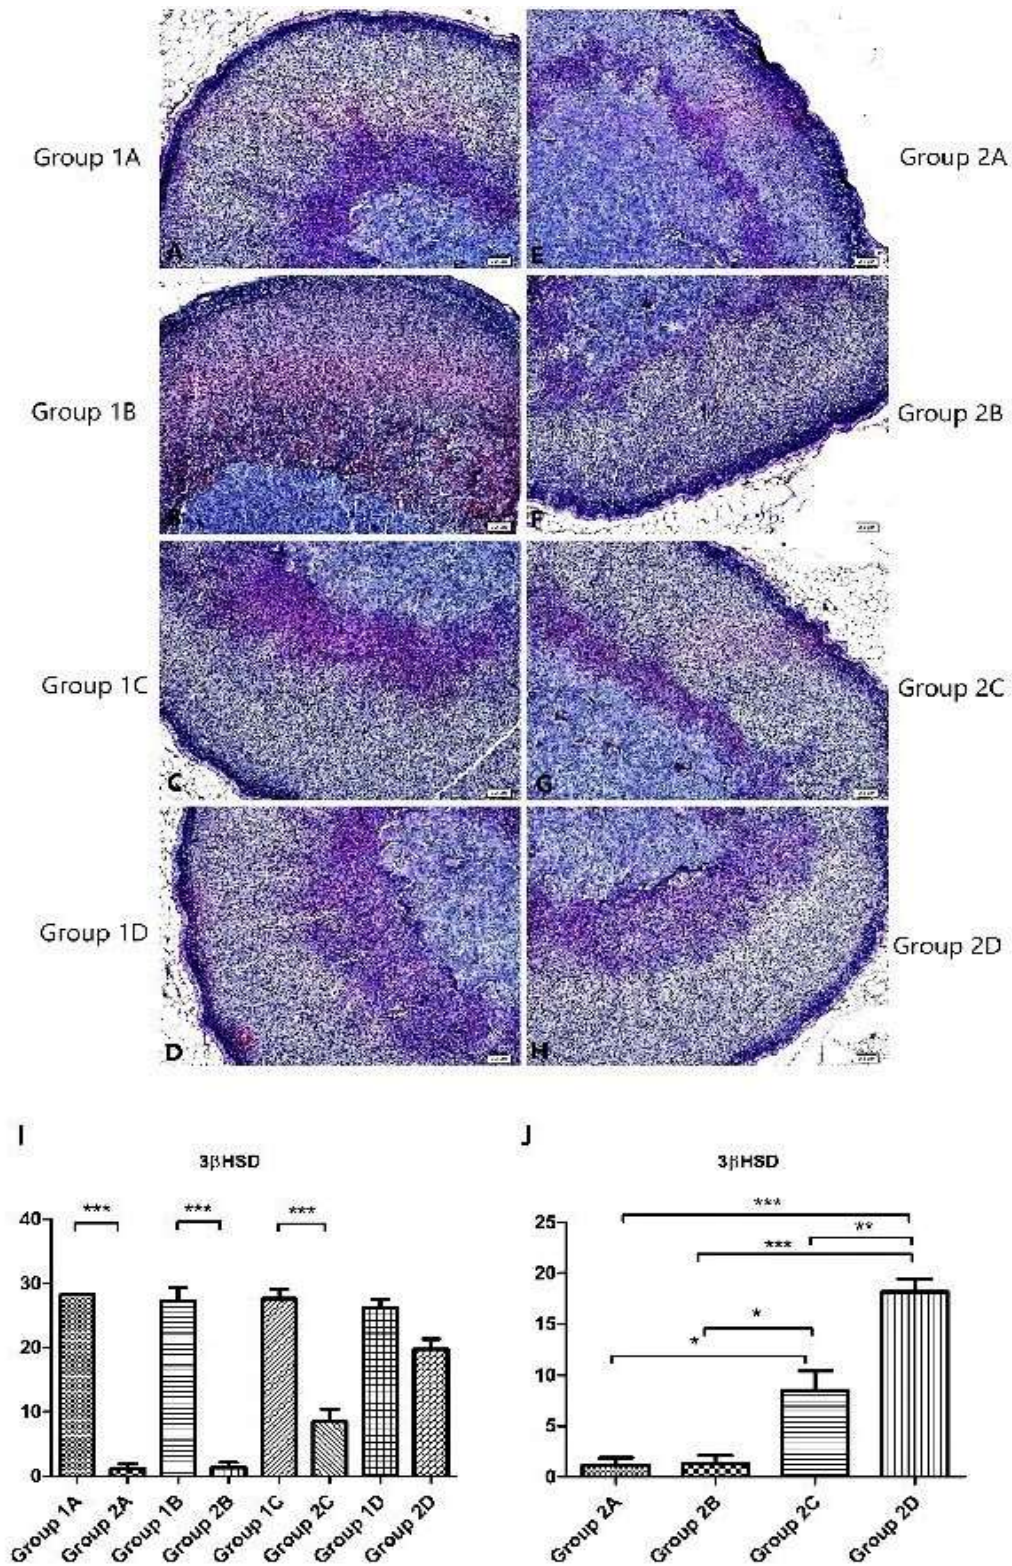 Group 1A
A
E
Group 2A
Group 1B
B
F
Group 2B
Group 1C
C
G
Group 2C
Group 1D
D
H
Group 2D
I
3βHSD
***
***
***
40
30
20
10
0
Group 1A
Group 2A
Group 1B
Group 2B
Group 1C
Group 2C
Group 1D
Group 2D
J
3βHSD
***
**
***
*
*
25
20
15
10
5
0
Group 2A
Group 2B
Group 2C
Group 2D